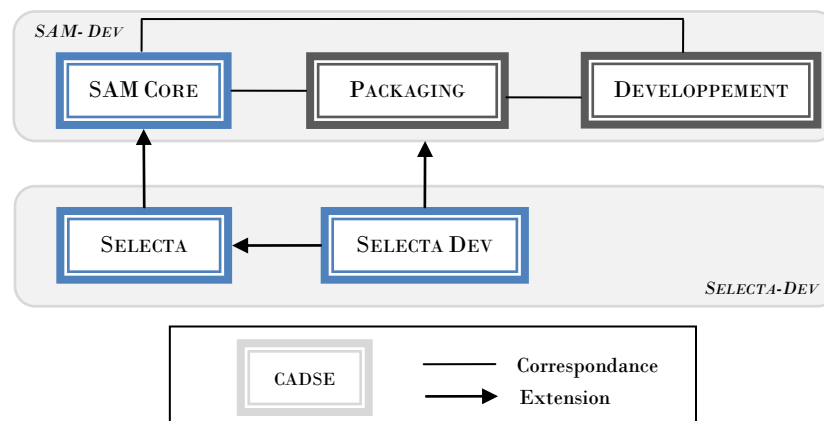 SAM- DEV
SAM CORE
PACKAGING
DEVELOPPEMENT
SELECTA
SELECTA DEV
SELECTA-DEV
CADSE
Correspondance
Extension